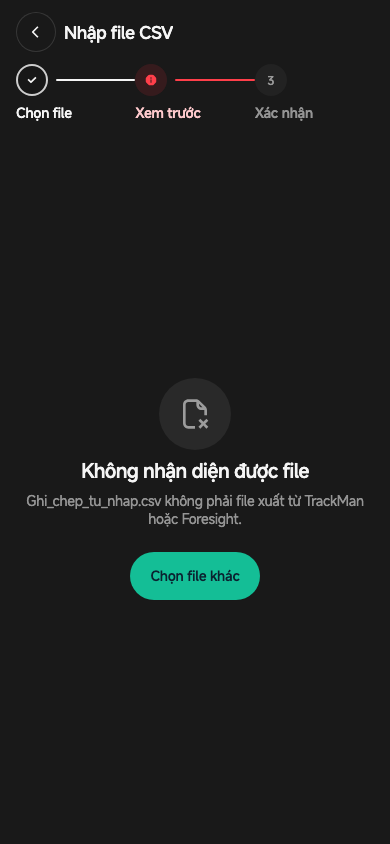 Nhập file CSV
3
Chọn file
Xem trước
Xác nhận
Không nhận diện được file
Ghi_chep_tu_nhap.csv không phải file xuất từ TrackMan
hoặc Foresight.
Chọn file khác